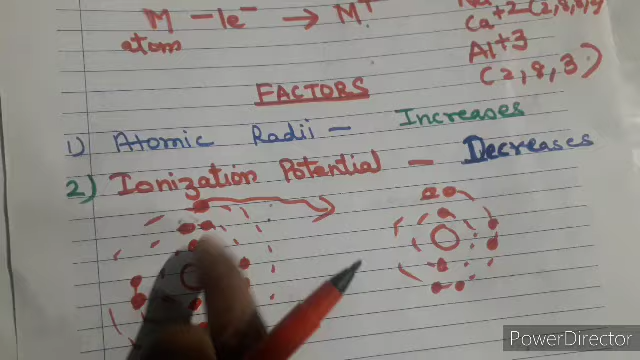 M - 1e⁻ → M⁺
atom
Ca+2-(2,8,8,
Al+3
(2,8,3)
FACTORS
1) Atomic Radii - Increases
2) Ionization Potential - Decreases
PowerDirector